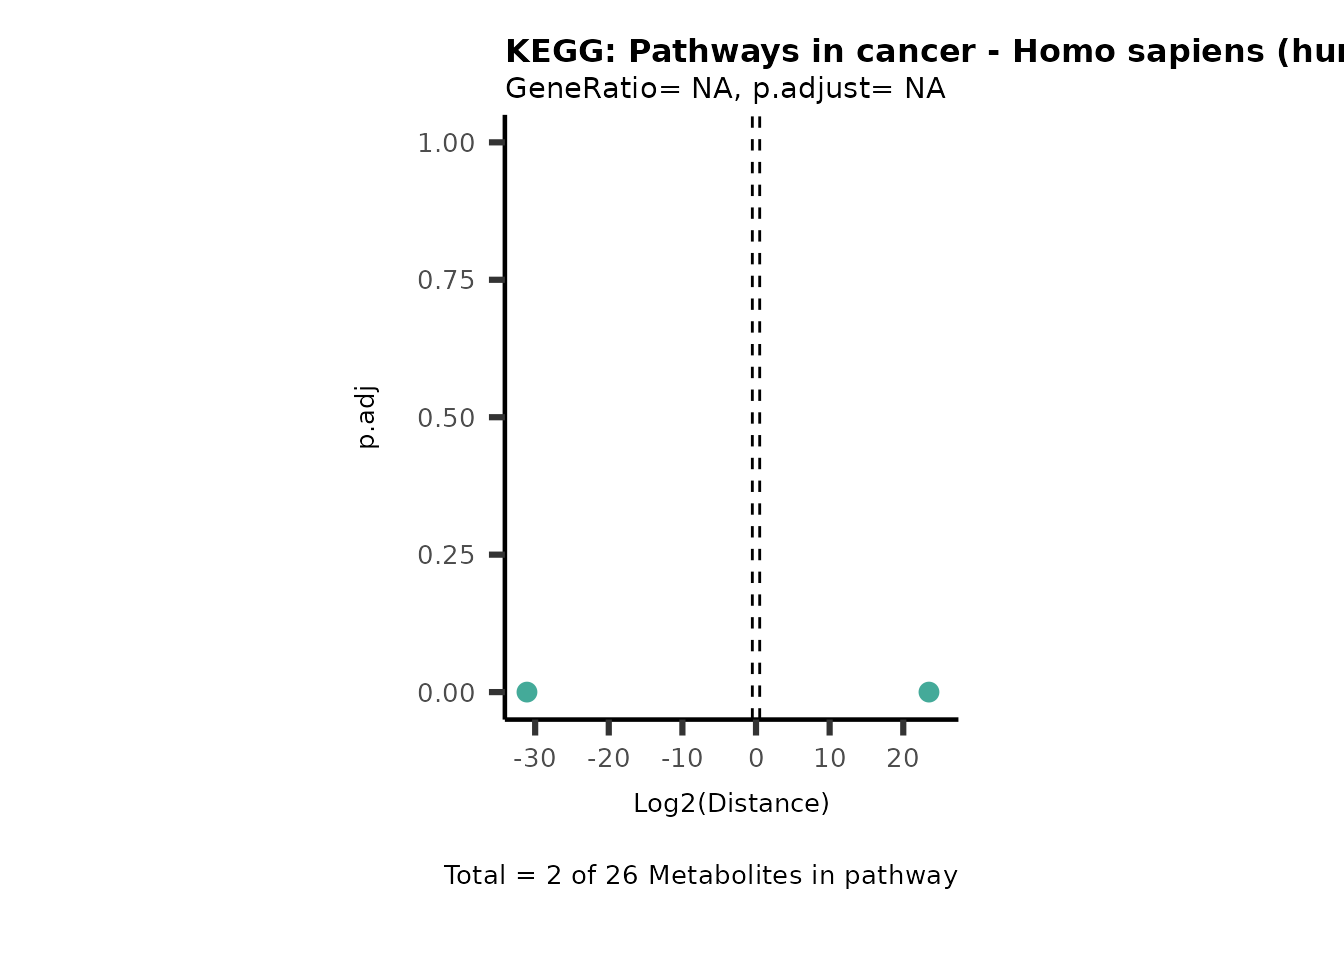 KEGG: Pathways in cancer - Homo sapiens (hu
GeneRatio= NA, p.adjust= NA
1.00
0.75
0.50
0.25
0.00
p.adj
-30 -20 -10 0 10 20
Log2(Distance)
Total = 2 of 26 Metabolites in pathway